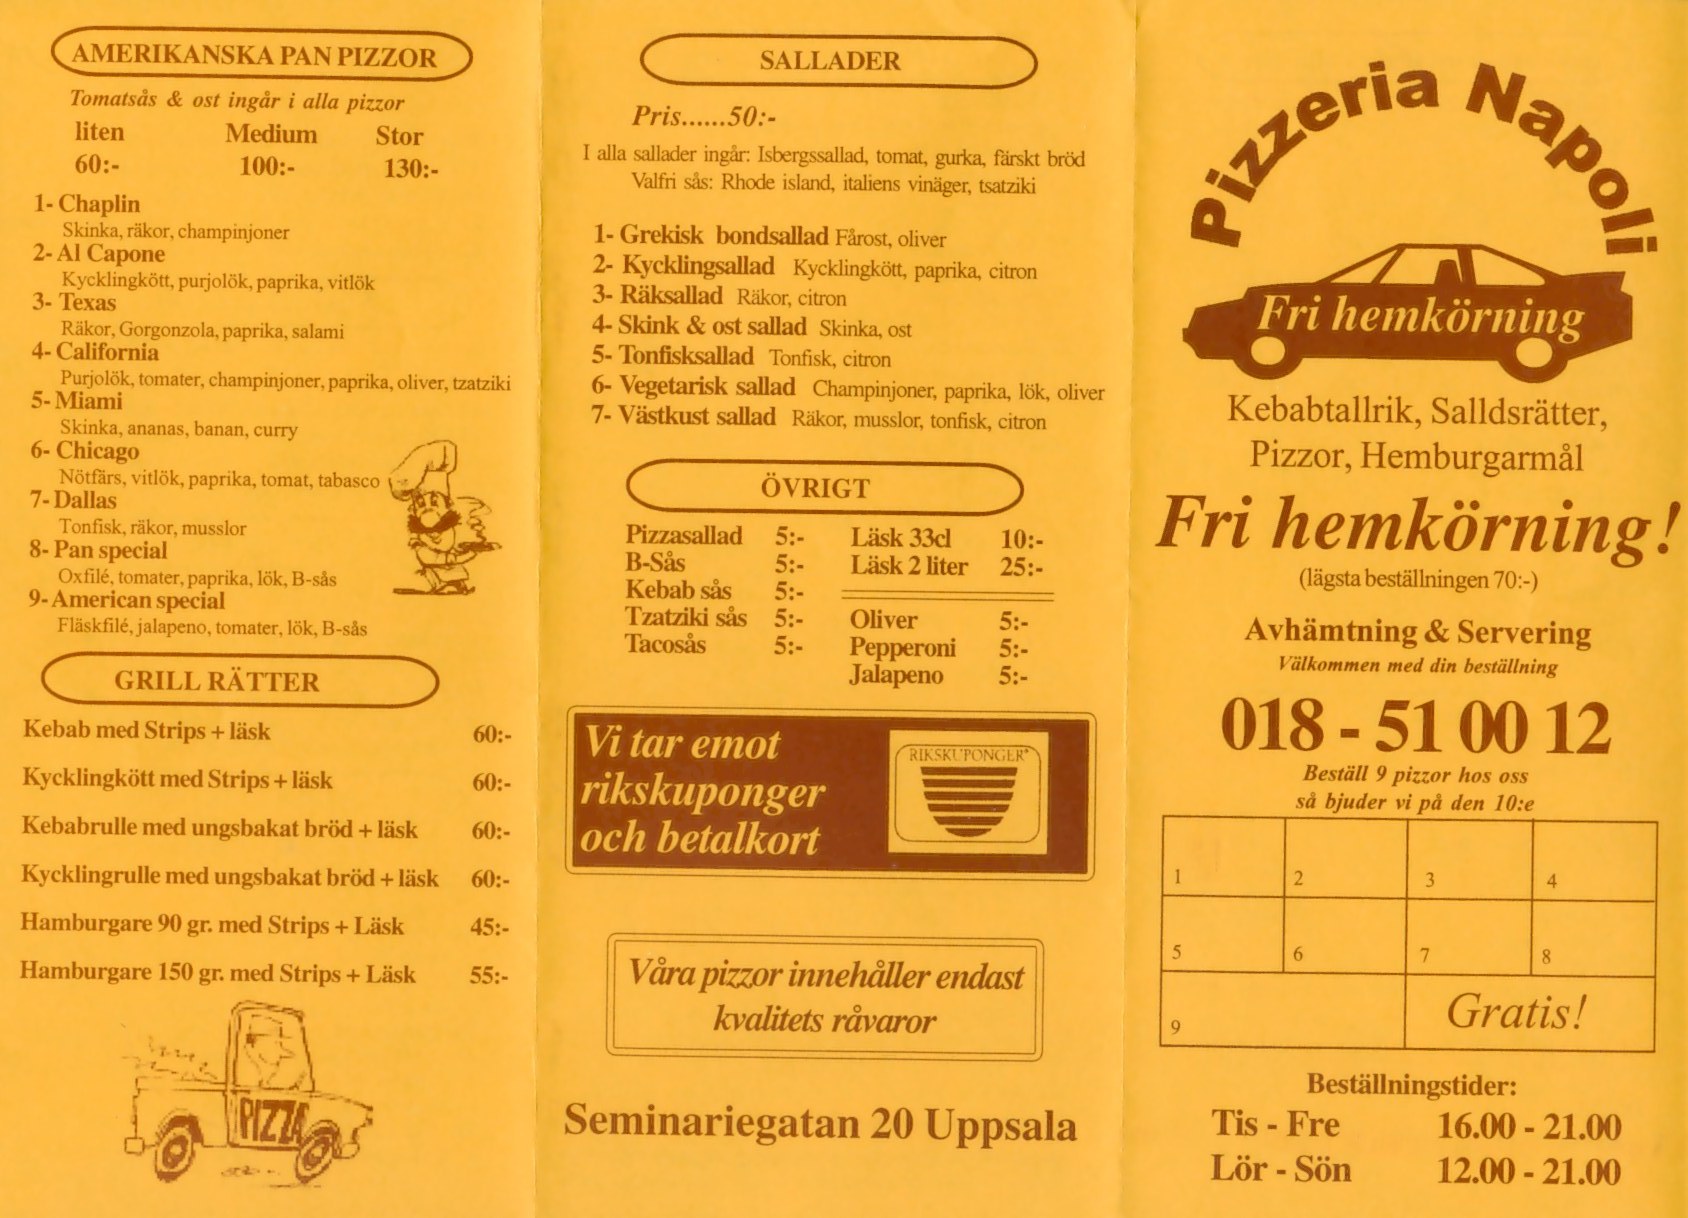 AMERIKANSKA PAN PIZZOR
Tomatsås & ost ingår i alla pizzor
liten Medium Stor
60:- 100:- 130:-
1- Chaplin
Skinka, räkor, champinjoner
2- Al Capone
Kycklingkött, purjolök, paprika, vitlök
3- Texas
Räkor, Gorgonzola, paprika, salami
4- California
Purjolök, tomater, champinjoner, paprika, oliver, tzatziki
5- Miami
Skinka, ananas, banan, curry
6- Chicago
Nötfärs, vitlök, paprika, tomat, tabasco
7- Dallas
Tonfisk, räkor, musslor
8- Pan special
Oxfilé, tomater, paprika, lök, B-sås
9- American special
Fläskfilé, jalapeno, tomater, lök, B-sås
GRILL RÄTTER
Kebab med Strips + läsk 60:-
Kycklingkött med Strips + läsk 60:-
Kebabrulle med ungsbakat bröd + läsk 60:-
Kycklingrulle med ungsbakat bröd + läsk 60:-
Hamburgare 90 gr. med Strips + Läsk 45:-
Hamburgare 150 gr. med Strips + Läsk 55:-
PIZZA
SALLADER
Pris......50:-
I alla sallader ingår: Isbergssallad, tomat, gurka, färskt bröd
Valfri sås: Rhode island, italiens vinäger, tsatziki
1- Grekisk bondsallad Fårost, oliver
2- Kycklingsallad Kycklingkött, paprika, citron
3- Räksallad Räkor, citron
4- Skink & ost sallad Skinka, ost
5- Tonfisksallad Tonfisk, citron
6- Vegetarisk sallad Champinjoner, paprika, lök, oliver
7- Västkust sallad Räkor, musslor, tonfisk, citron
ÖVRIGT
Pizzasallad 5:-
B-Sås 5:-
Kebab sås 5:-
Tzatziki sås 5:-
Tacosås 5:-
Läsk 33cl 10:-
Läsk 2 liter 25:-
Oliver 5:-
Pepperoni 5:-
Jalapeno 5:-
Vi tar emot
rikskuponger
och betalkort
RIKSKUPONGER®
Våra pizzor innehåller endast
kvalitets råvaror
Seminariegatan 20 Uppsala
Pizzeria Napoli
Fri hemkörning
Kebabtallrik, Salldsrätter,
Pizzor, Hemburgarmål
Fri hemkörning!
(lägsta beställningen 70:-)
Avhämtning & Servering
Välkommen med din beställning
018 - 51 00 12
Beställ 9 pizzor hos oss
så bjuder vi på den 10:e
1 2 3 4
5 6 7 8
9 Gratis!
Beställningstider:
Tis - Fre 16.00 - 21.00
Lör - Sön 12.00 - 21.00